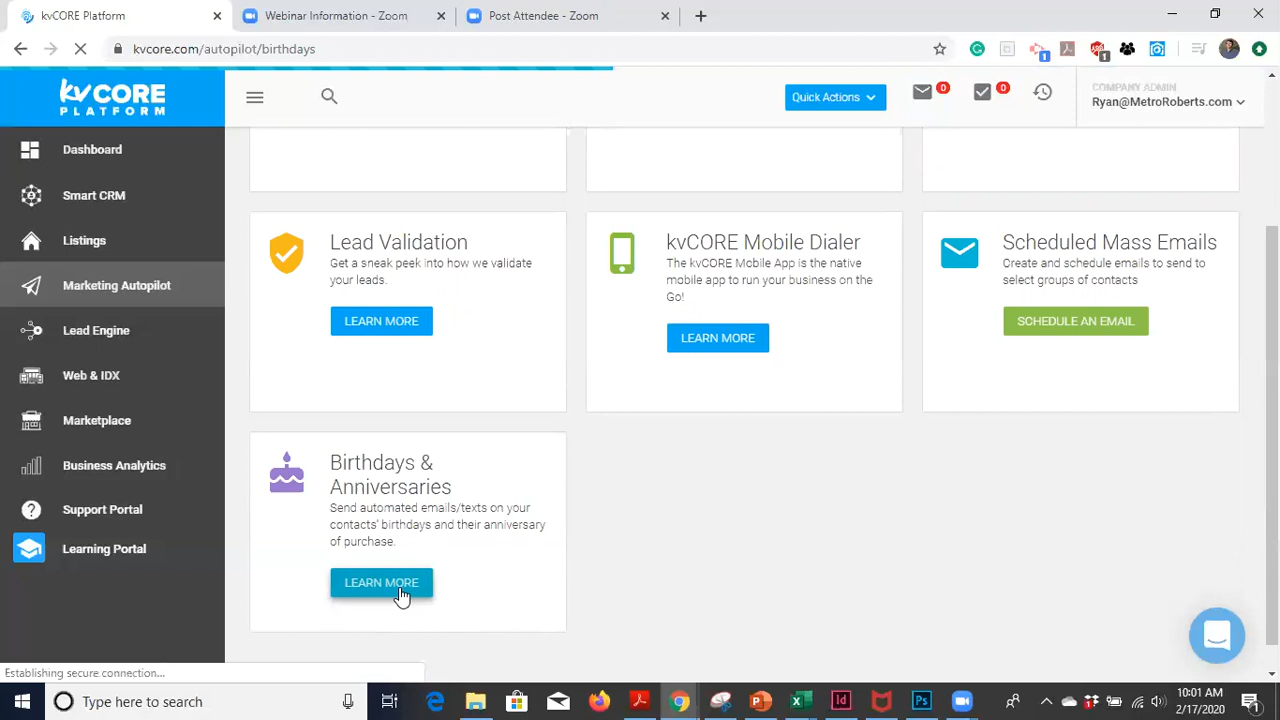 kvCORE Platform
Webinar Information - Zoom
Post Attendee - Zoom
kvcore.com/autopilot/birthdays
1
1
kvCORE
PLATFORM
Quick Actions
0
0
COMPANY ADMIN
Ryan@MetroRoberts.com
Dashboard
Smart CRM
Listings
Marketing Autopilot
Lead Engine
Web & IDX
Marketplace
Business Analytics
Support Portal
Learning Portal
Lead Validation
Get a sneak peek into how we validate
your leads.
LEARN MORE
kvCORE Mobile Dialer
The kvCORE Mobile App is the native
mobile app to run your business on the
Go!
LEARN MORE
Scheduled Mass Emails
Create and schedule emails to send to
select groups of contacts
SCHEDULE AN EMAIL
Birthdays &
Anniversaries
Send automated emails/texts on your
contacts' birthdays and their anniversary
of purchase.
LEARN MORE
Establishing secure connection...
Type here to search
10:01 AM
2/17/2020